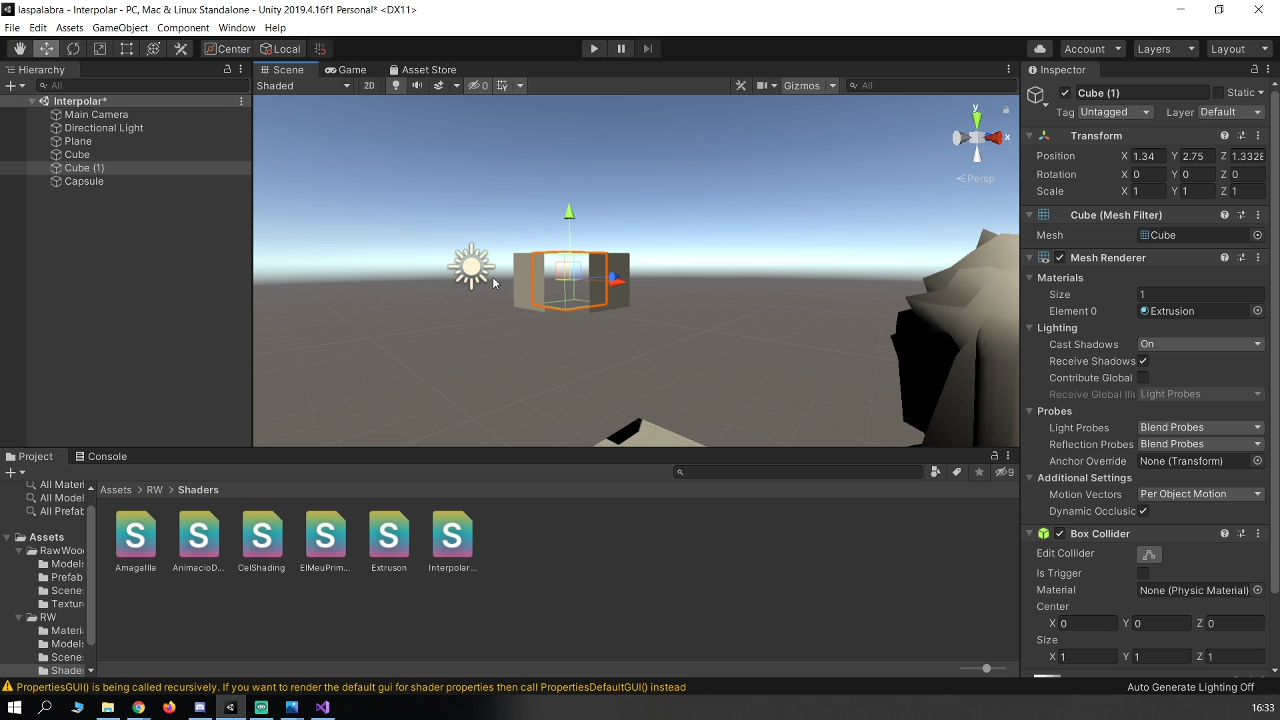 laspalabra - Interpolar - PC, Mac & Linux Standalone - Unity 2019.4.16f1 Personal* <DX11>
File Edit Assets GameObject Component Window Help
Center Local
Account Layers Layout
Hierarchy
All
Interpolar*
Main Camera
Directional Light
Plane
Cube
Cube (1)
Capsule
Scene Game Asset Store
Shaded 2D 0 Gizmos All
y
x
Persp
Inspector
Cube (1) Static
Tag Untagged Layer Default
Transform
Position X 1.34 Y 2.75 Z 1.3328
Rotation X 0 Y 0 Z 0
Scale X 1 Y 1 Z 1
Cube (Mesh Filter)
Mesh Cube
Mesh Renderer
Materials
Size 1
Element 0 Extrusion
Lighting
Cast Shadows On
Receive Shadows
Contribute Global
Receive Global Illu Light Probes
Probes
Light Probes Blend Probes
Reflection Probes Blend Probes
Anchor Override None (Transform)
Additional Settings
Motion Vectors Per Object Motion
Dynamic Occlusic
Box Collider
Edit Collider
Is Trigger
Material None (Physic Material)
Center
X 0 Y 0 Z 0
Size
X 1 Y 1 Z 1
Project Console
9
All Materi
All Model
All Prefab
Assets
RawWood
Models
Prefab
Scene
Textur
RW
Materi
Models
Scene
Shade
Assets > RW > Shaders
S S S S S S
AmagaIlla AnimacioD... CelShading ElMeuPrim... Extruson Interpolar...
PropertiesGUI() is being called recursively. If you want to render the default gui for shader properties then call PropertiesDefaultGUI() instead
Auto Generate Lighting Off
16:33